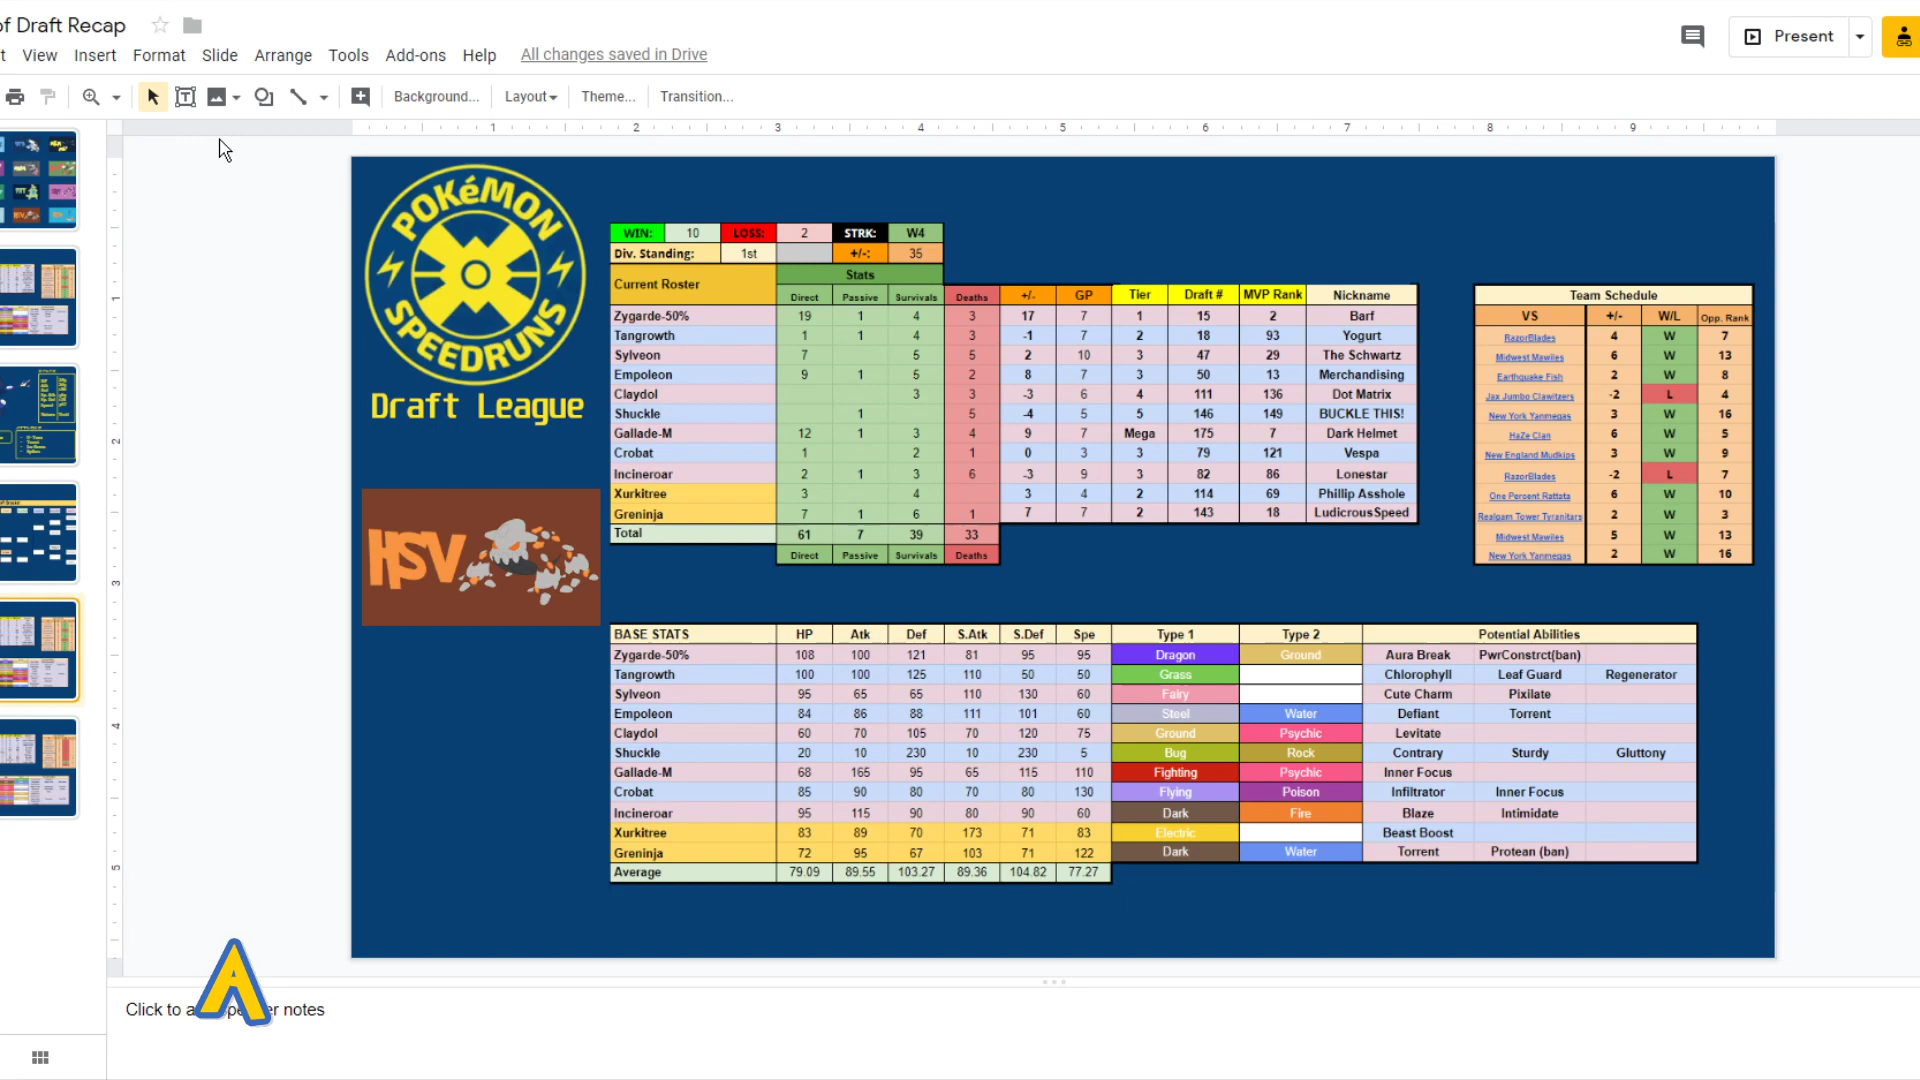 of Draft Recap
Present
t View Insert Format Slide Arrange Tools Add-ons Help All changes saved in Drive
Background... Layout Theme... Transition...
1 2 3 4 5 6 7 8 9
POKéMON
SPEEDRUNS
Draft League
HSV
WIN: 10 LOSS: 2 STRK: W4
Div. Standing: 1st +/-: 35
Current Roster Stats
Direct Passive Survivals Deaths +/- GP Tier Draft # MVP Rank Nickname
Zygarde-50% 19 1 4 3 17 7 1 15 2 Barf
Tangrowth 1 1 4 3 -1 7 2 18 93 Yogurt
Sylveon 7 5 5 2 10 3 47 29 The Schwartz
Empoleon 9 1 5 2 8 7 3 50 13 Merchandising
Claydol 3 3 -3 6 4 111 136 Dot Matrix
Shuckle 1 5 -4 5 5 146 149 BUCKLE THIS!
Gallade-M 12 1 3 4 9 7 Mega 175 7 Dark Helmet
Crobat 1 2 1 0 3 3 79 121 Vespa
Incineroar 2 1 3 6 -3 9 3 82 86 Lonestar
Xurkitree 3 4 3 4 2 114 69 Phillip Asshole
Greninja 7 1 6 1 7 7 2 143 18 LudicrousSpeed
Total 61 7 39 33
Direct Passive Survivals Deaths
Team Schedule
VS +/- W/L Opp. Rank
RazorBlades 4 W 7
Midwest Mawiles 6 W 13
Earthquake Fish 2 W 8
Jax Jumbo Clawitzers -2 L 4
New York Yanmegas 3 W 16
HaZe Clan 6 W 5
New England Mudkips 3 W 9
RazorBlades -2 L 7
One Percent Rattata 6 W 10
Realgam Tower Tyranitars 2 W 3
Midwest Mawiles 5 W 13
New York Yanmegas 2 W 16
BASE STATS HP Atk Def S.Atk S.Def Spe Type 1 Type 2 Potential Abilities
Zygarde-50% 108 100 121 81 95 95 Dragon Ground Aura Break PwrConstrct(ban)
Tangrowth 100 100 125 110 50 50 Grass Chlorophyll Leaf Guard Regenerator
Sylveon 95 65 65 110 130 60 Fairy Cute Charm Pixilate
Empoleon 84 86 88 111 101 60 Steel Water Defiant Torrent
Claydol 60 70 105 70 120 75 Ground Psychic Levitate
Shuckle 20 10 230 10 230 5 Bug Rock Contrary Sturdy Gluttony
Gallade-M 68 165 95 65 115 110 Fighting Psychic Inner Focus
Crobat 85 90 80 70 80 130 Flying Poison Infiltrator Inner Focus
Incineroar 95 115 90 80 90 60 Dark Fire Blaze Intimidate
Xurkitree 83 89 70 173 71 83 Electric Beast Boost
Greninja 72 95 67 103 71 122 Dark Water Torrent Protean (ban)
Average 79.09 89.55 103.27 89.36 104.82 77.27
1
2
3
4
5
A
Click to a spe er notes